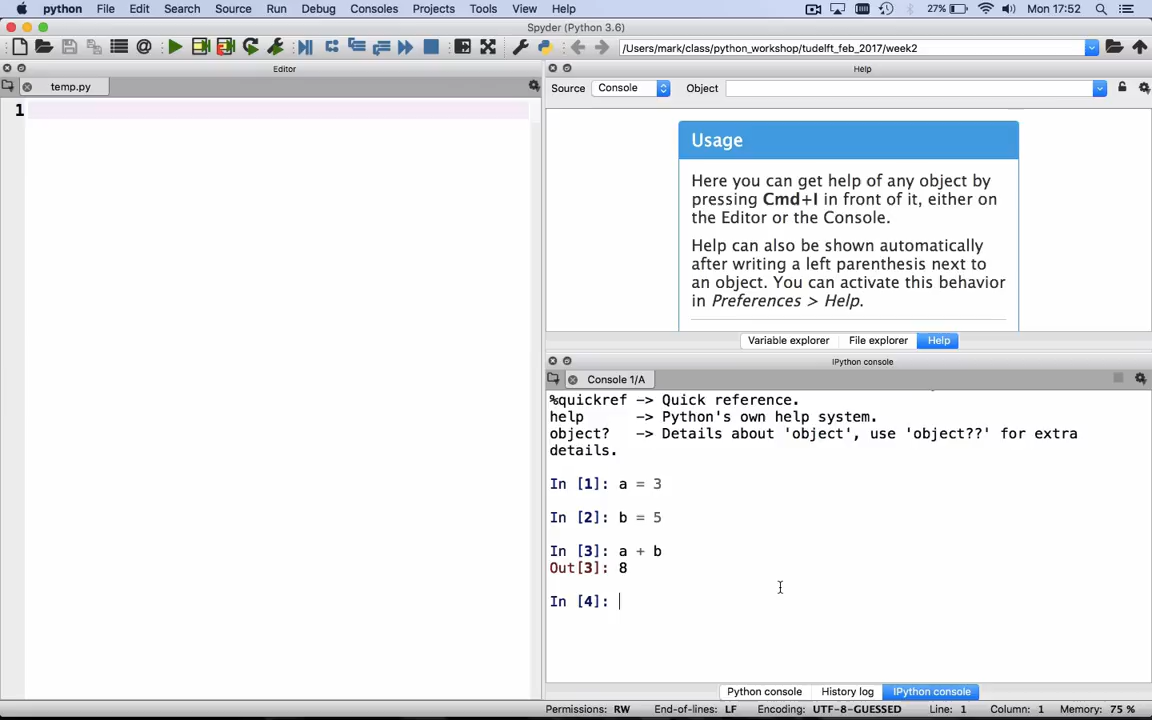 python File Edit Search Source Run Debug Consoles Projects Tools View Help 27% Mon 17:52
Spyder (Python 3.6)
/Users/mark/class/python_workshop/tudelft_feb_2017/week2
Editor
temp.py
1
Help
Source Console Object
Usage
Here you can get help of any object by
pressing Cmd+I in front of it, either on
the Editor or the Console.
Help can also be shown automatically
after writing a left parenthesis next to
an object. You can activate this behavior
in Preferences > Help.
Variable explorer File explorer Help
IPython console
Console 1/A
%quickref -> Quick reference.
help -> Python's own help system.
object? -> Details about 'object', use 'object??' for extra
details.
In [1]: a = 3
In [2]: b = 5
In [3]: a + b
Out[3]: 8
In [4]:
Python console History log IPython console
Permissions: RW End-of-lines: LF Encoding: UTF-8-GUESSED Line: 1 Column: 1 Memory: 75 %